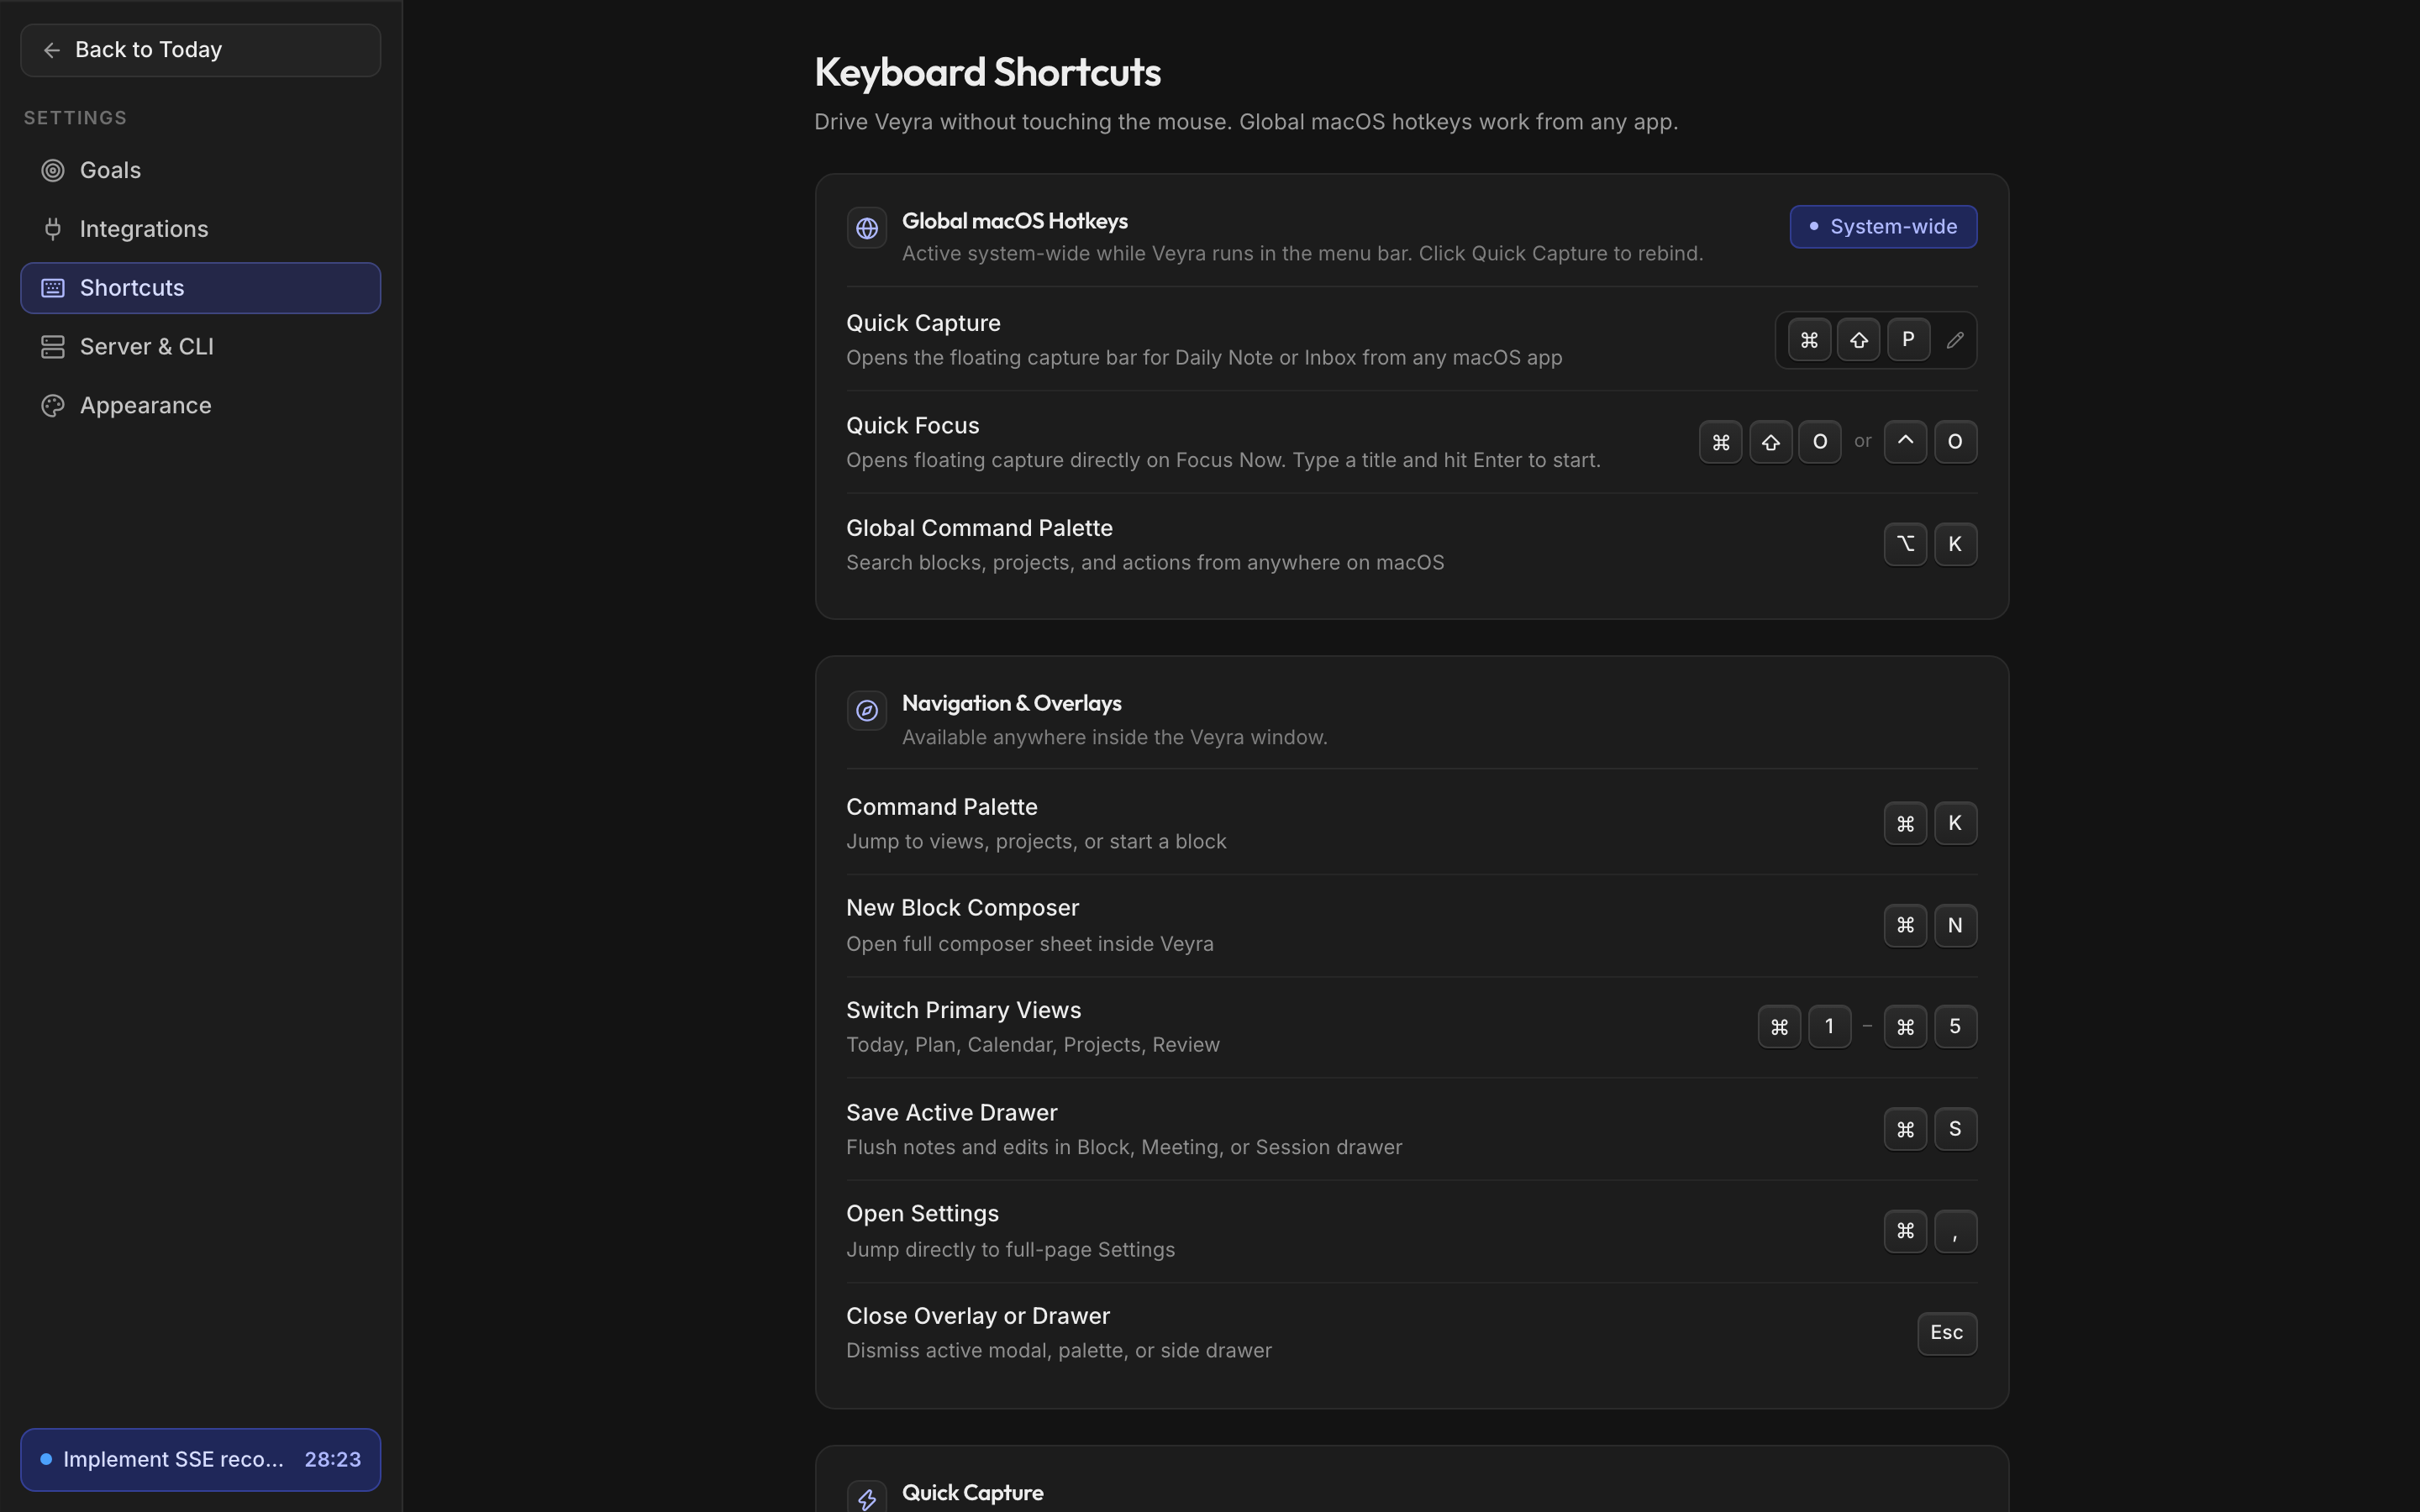 Back to Today
SETTINGS
Goals
Integrations
Shortcuts
Server & CLI
Appearance
Implement SSE reco... 28:23
Keyboard Shortcuts
Drive Veyra without touching the mouse. Global macOS hotkeys work from any app.
Global macOS Hotkeys
Active system-wide while Veyra runs in the menu bar. Click Quick Capture to rebind.
System-wide
Quick Capture
Opens the floating capture bar for Daily Note or Inbox from any macOS app
⌘ ⇧ P
Quick Focus
Opens floating capture directly on Focus Now. Type a title and hit Enter to start.
⌘ ⇧ O or ^ O
Global Command Palette
Search blocks, projects, and actions from anywhere on macOS
⌥ K
Navigation & Overlays
Available anywhere inside the Veyra window.
Command Palette
Jump to views, projects, or start a block
⌘ K
New Block Composer
Open full composer sheet inside Veyra
⌘ N
Switch Primary Views
Today, Plan, Calendar, Projects, Review
⌘ 1 – ⌘ 5
Save Active Drawer
Flush notes and edits in Block, Meeting, or Session drawer
⌘ S
Open Settings
Jump directly to full-page Settings
⌘ ,
Close Overlay or Drawer
Dismiss active modal, palette, or side drawer
Esc
Quick Capture